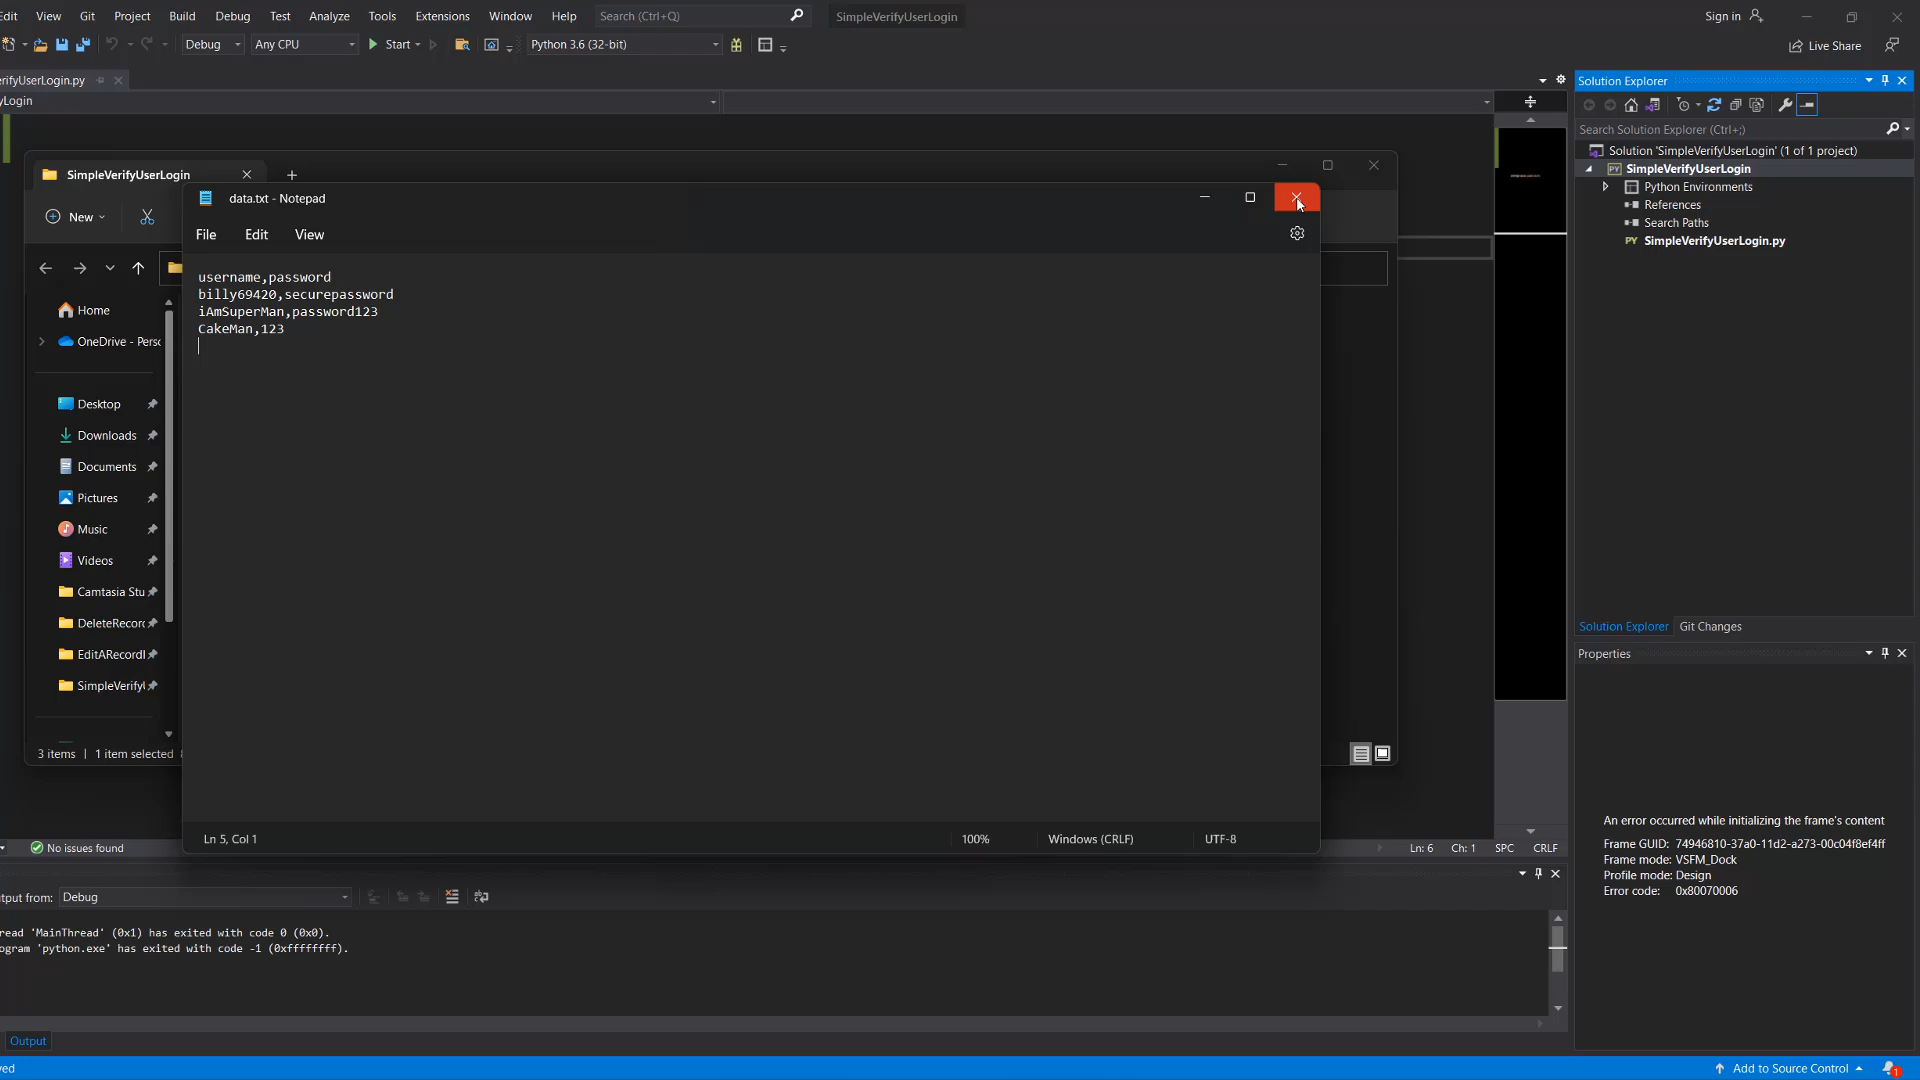 Edit View Git Project Build Debug Test Analyze Tools Extensions Window Help Search (Ctrl+Q) SimpleVerifyUserLogin Sign in
Debug Any CPU Start Python 3.6 (32-bit) Live Share
erifyUserLogin.py
yLogin
Solution Explorer
Search Solution Explorer (Ctrl+;)
Solution 'SimpleVerifyUserLogin' (1 of 1 project)
SimpleVerifyUserLogin
Python Environments
References
Search Paths
SimpleVerifyUserLogin.py
SimpleVerifyUserLogin
New
data.txt - Notepad
File Edit View
username,password
billy69420,securepassword
iAmSuperMan,password123
CakeMan,123
Ln 5, Col 1 100% Windows (CRLF) UTF-8
Home
OneDrive - Persc
Desktop
Downloads
Documents
Pictures
Music
Videos
Camtasia Stu
DeleteRecorc
EditARecordl
SimpleVerifyl
3 items 1 item selected
Solution Explorer Git Changes
Properties
An error occurred while initializing the frame's content
Frame GUID: 74946810-37a0-11d2-a273-00c04f8ef4ff
Frame mode: VSFM_Dock
Profile mode: Design
Error code: 0x80070006
No issues found Ln: 6 Ch: 1 SPC CRLF
tput from: Debug
read 'MainThread' (0x1) has exited with code 0 (0x0).
ogram 'python.exe' has exited with code -1 (0xffffffff).
Output
ved Add to Source Control 1